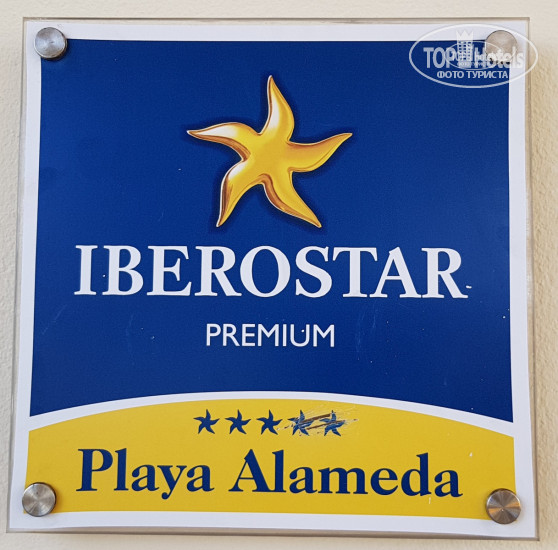 TOP Hotels
ФОТО ТУРИСТА
IBEROSTAR
PREMIUM
Playa Alameda